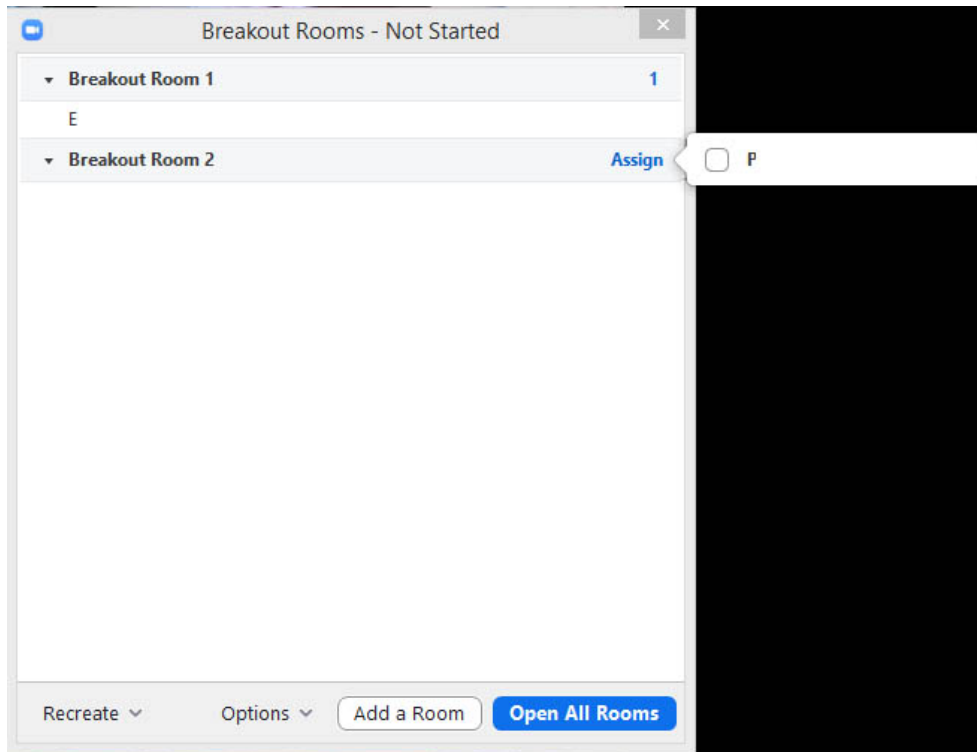 Breakout Rooms - Not Started
Breakout Room 1 1
E
Breakout Room 2 Assign
P
Recreate Options Add a Room Open All Rooms